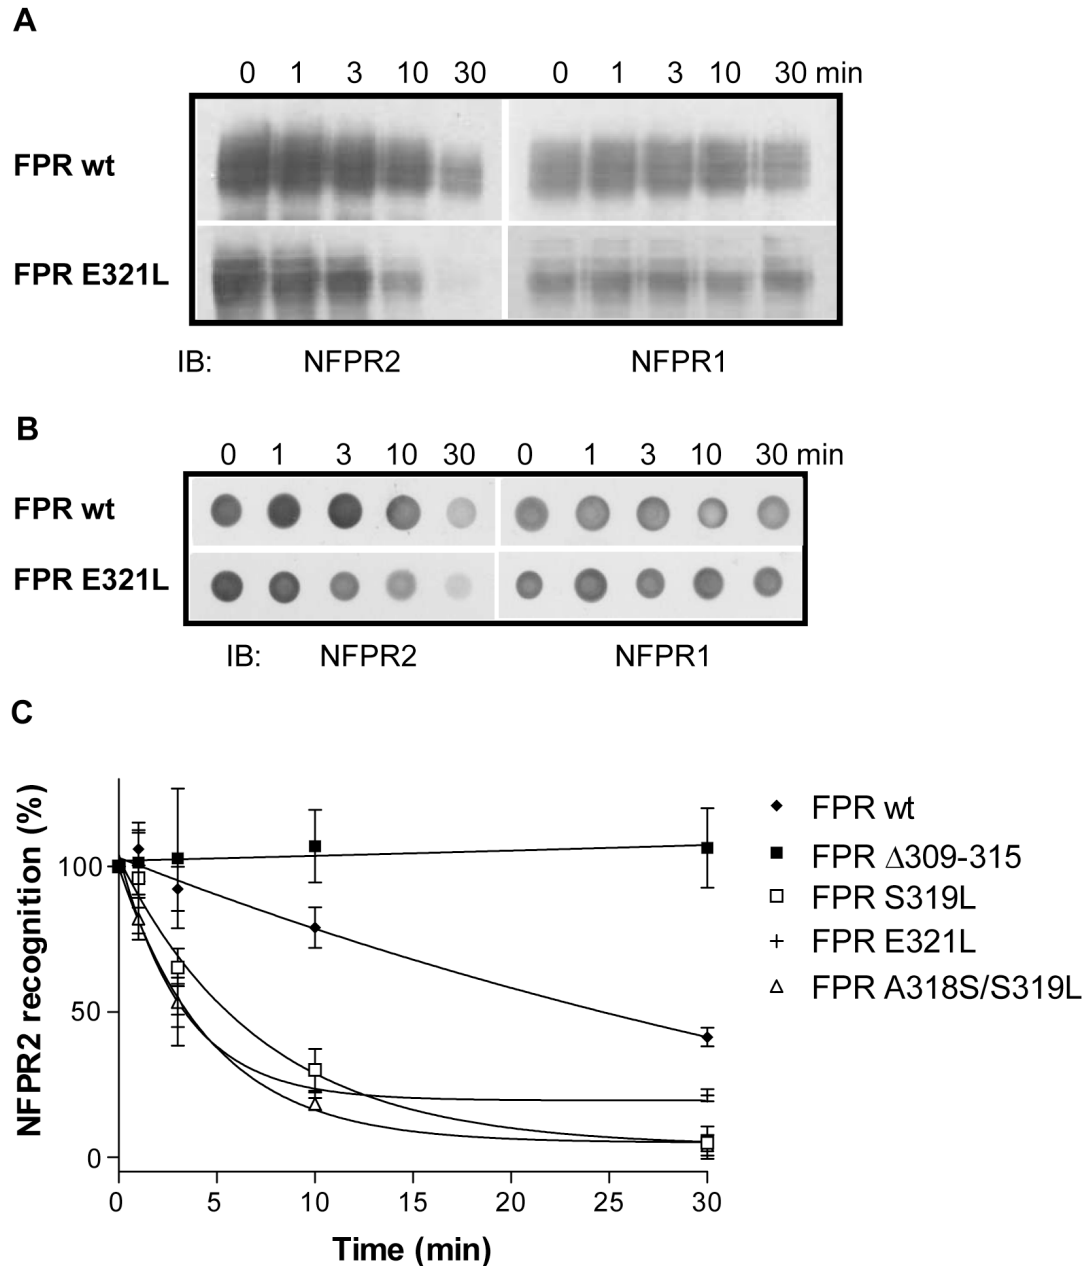 A
0 1 3 10 30 0 1 3 10 30 min
FPR wt
FPR E321L
IB: NFPR2 NFPR1
B
0 1 3 10 30 0 1 3 10 30 min
FPR wt
FPR E321L
IB: NFPR2 NFPR1
C
NFPR2 recognition (%)
100
50
0
0 5 10 15 20 25 30
Time (min)
FPR wt
FPR Δ309-315
FPR S319L
FPR E321L
FPR A318S/S319L